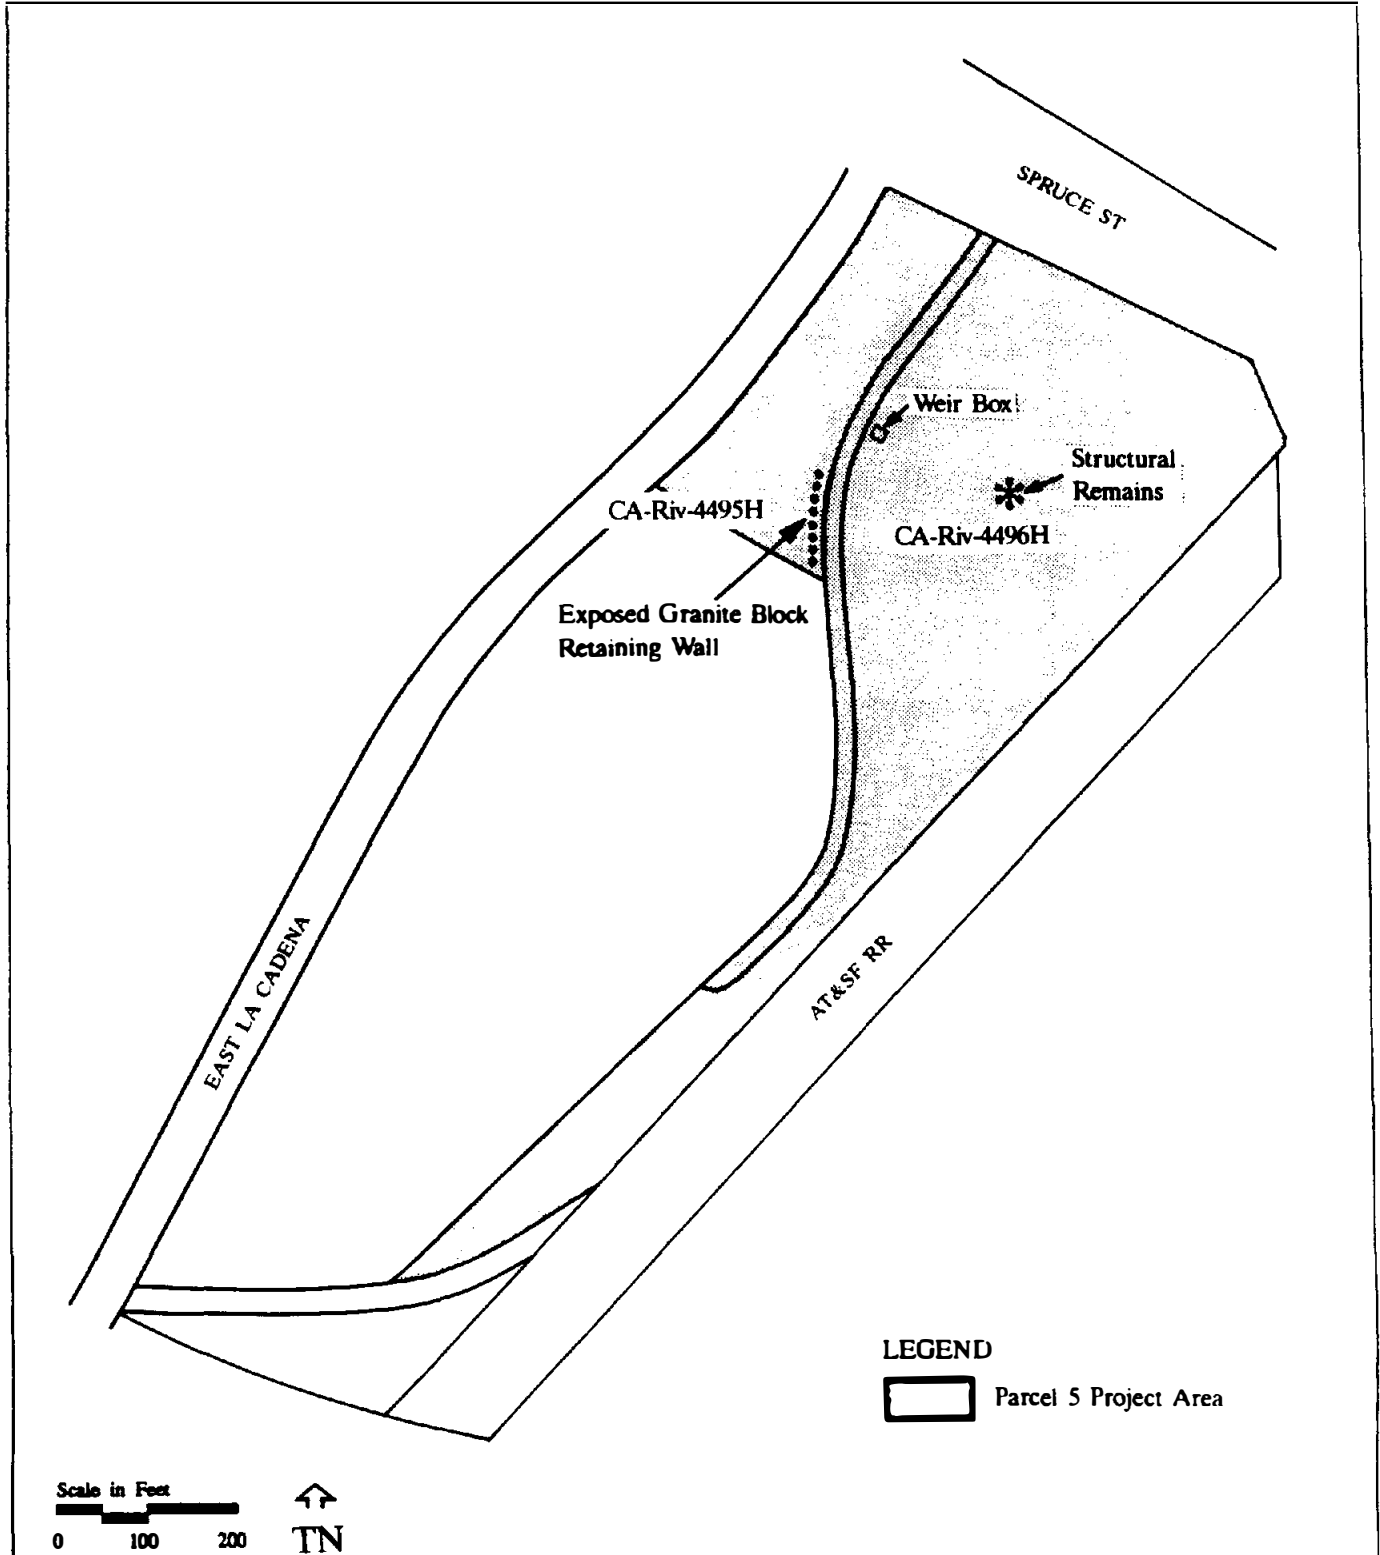 SPRUCE ST
Weir Box
Structural
Remains
CA-Riv-4495H
CA-Riv-4496H
Exposed Granite Block
Retaining Wall
EAST LA CADENA
AT&SF RR
LEGEND
Parcel 5 Project Area
Scale in Feet
0 100 200
TN